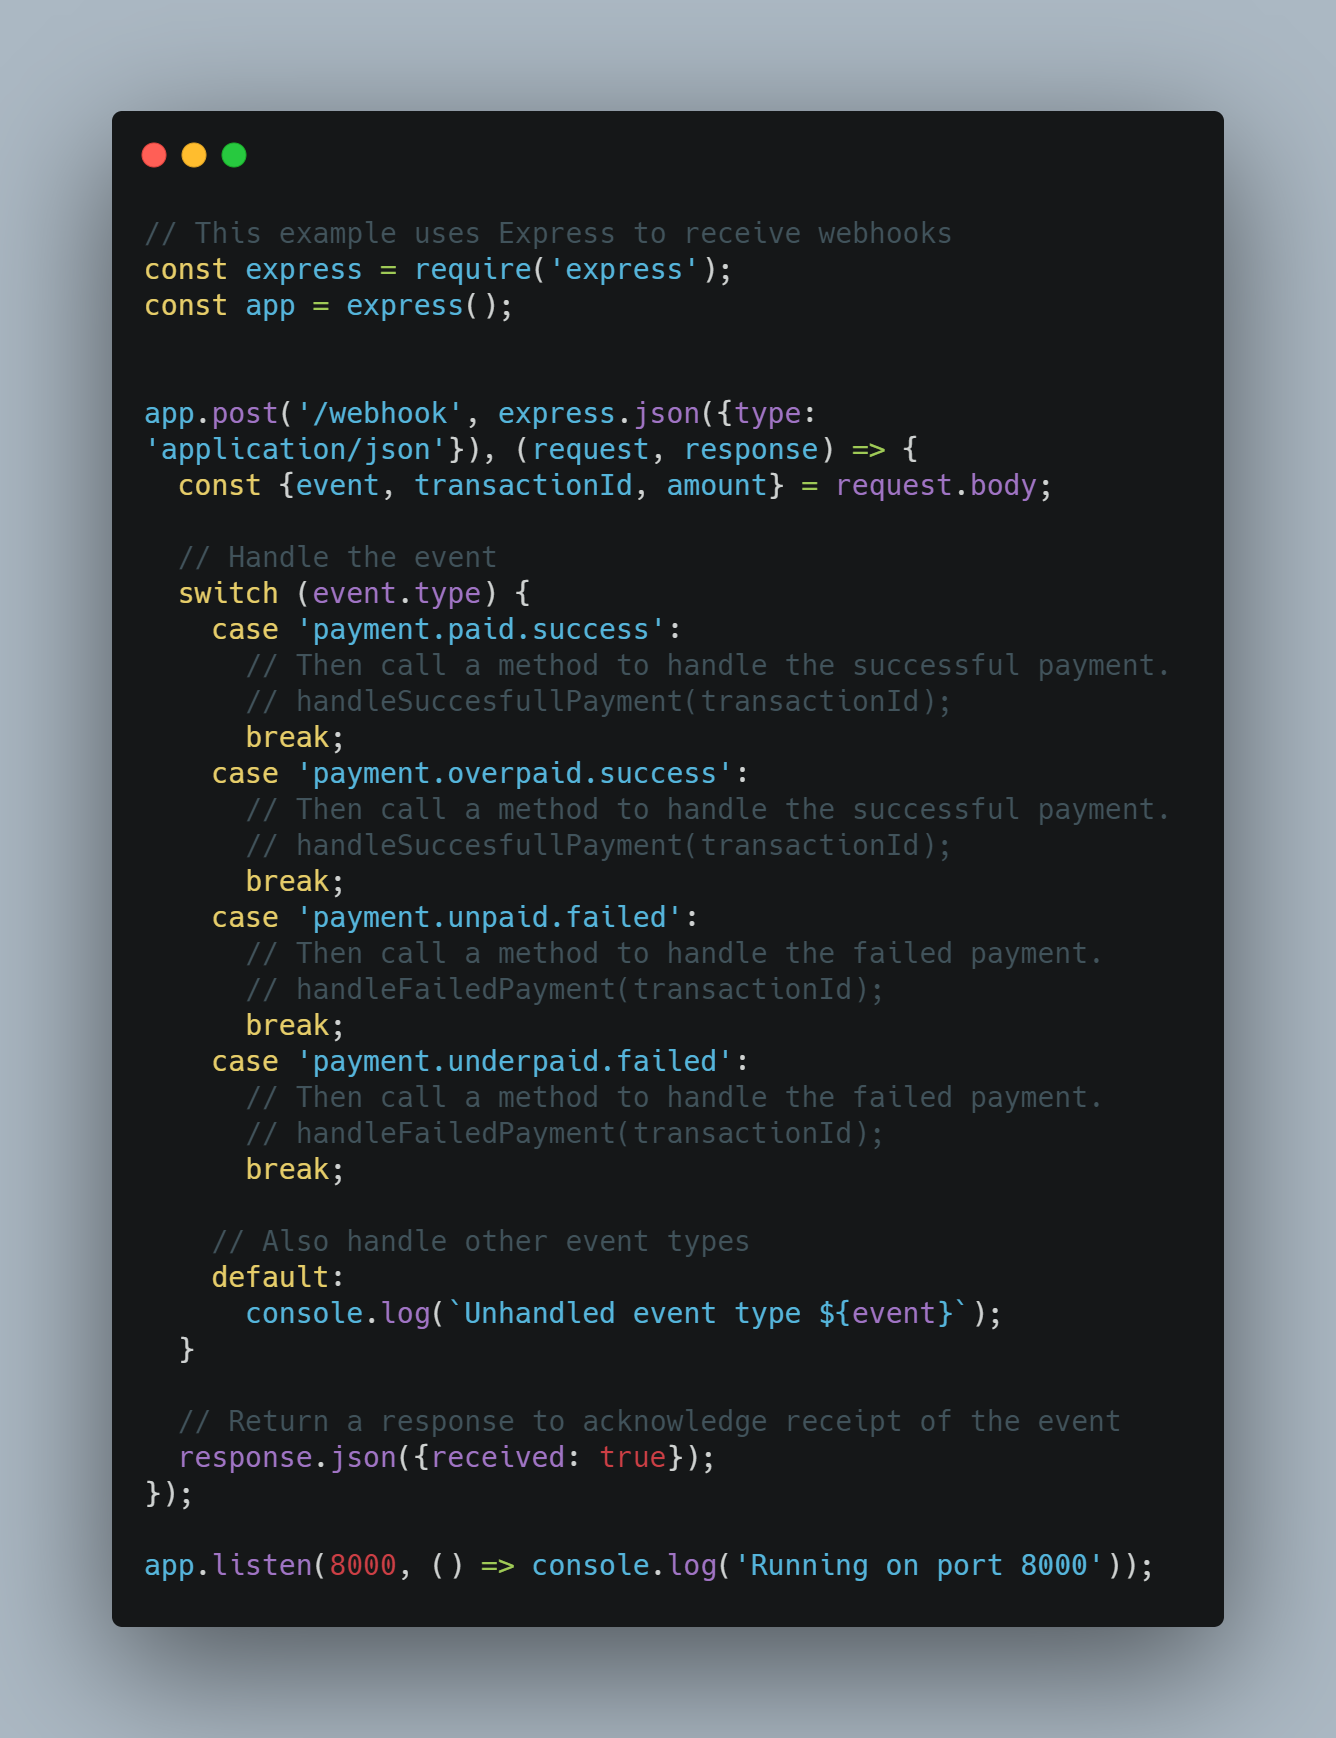 // This example uses Express to receive webhooks
const express = require('express');
const app = express();
app.post('/webhook', express.json({type:
'application/json'}), (request, response) => {
  const {event, transactionId, amount} = request.body;
  // Handle the event
  switch (event.type) {
    case 'payment.paid.success':
      // Then call a method to handle the successful payment.
      // handleSuccesfullPayment(transactionId);
      break;
    case 'payment.overpaid.success':
      // Then call a method to handle the successful payment.
      // handleSuccesfullPayment(transactionId);
      break;
    case 'payment.unpaid.failed':
      // Then call a method to handle the failed payment.
      // handleFailedPayment(transactionId);
      break;
    case 'payment.underpaid.failed':
      // Then call a method to handle the failed payment.
      // handleFailedPayment(transactionId);
      break;
    // Also handle other event types
    default:
      console.log(`Unhandled event type ${event}`);
  }
  // Return a response to acknowledge receipt of the event
  response.json({received: true});
});
app.listen(8000, () => console.log('Running on port 8000'));